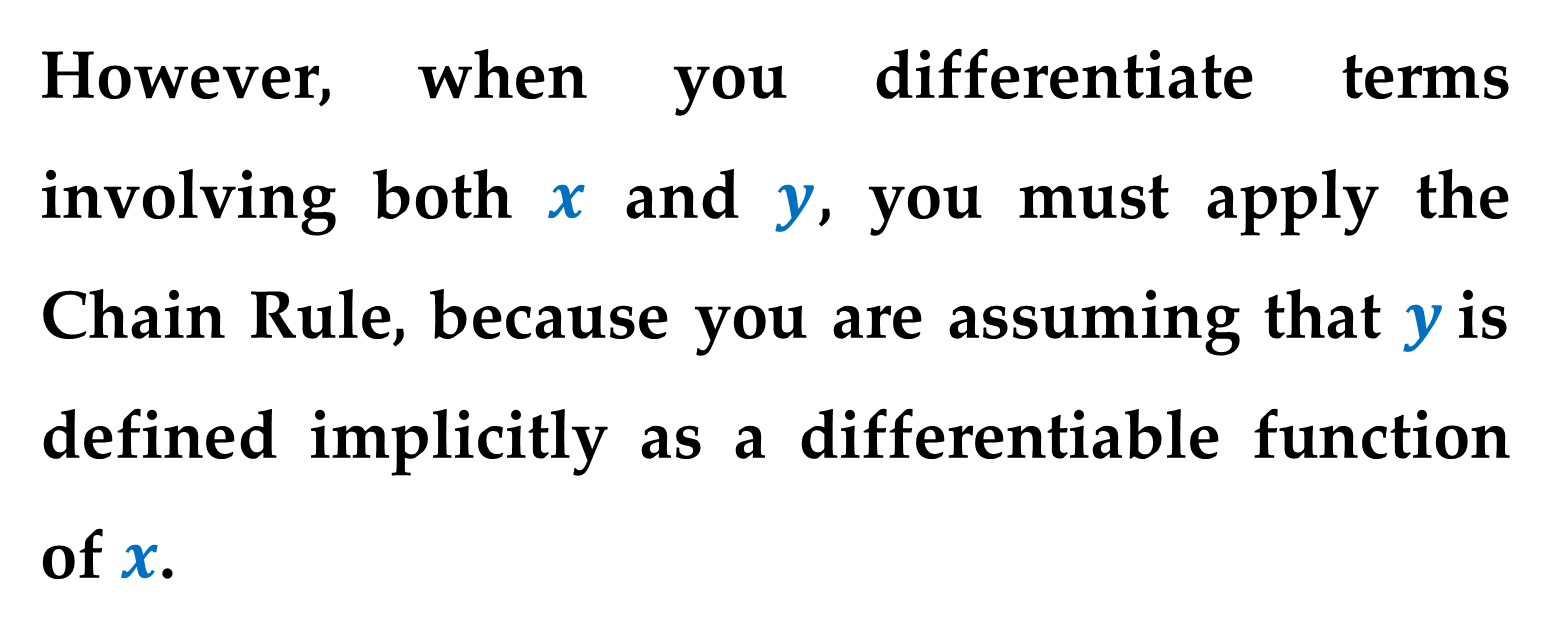 However, when you differentiate terms
involving both x and y, you must apply the
Chain Rule, because you are assuming that y is
defined implicitly as a differentiable function
of x.